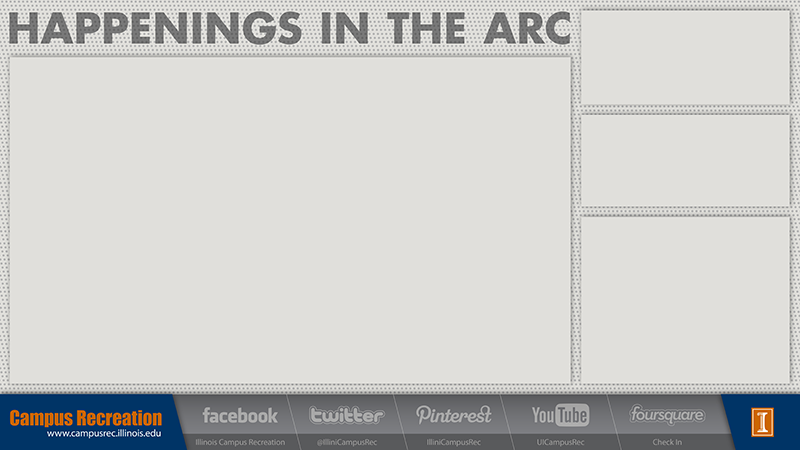 HAPPENINGS IN THE ARC
Campus Recreation
www.campusrec.illinois.edu
facebook
Illinois Campus Recreation
twitter
@IlliniCampusRec
Pinterest
IlliniCampusRec
YouTube
UICampusRec
foursquare
Check In
I